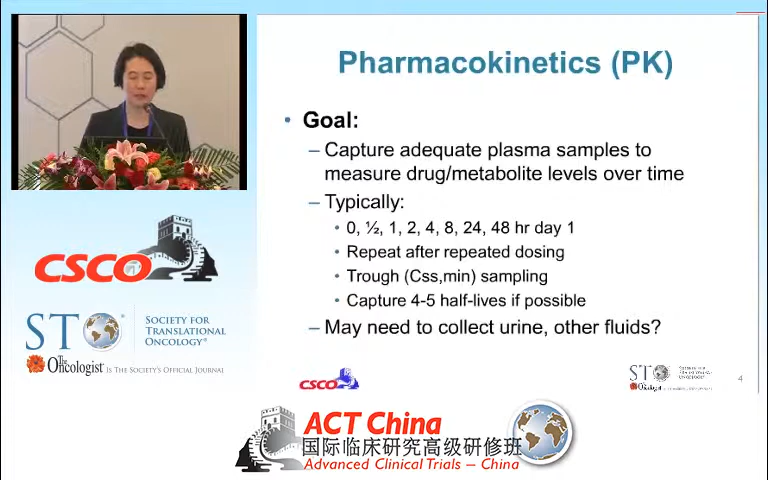 Pharmacokinetics (PK)
• Goal:
– Capture adequate plasma samples to
measure drug/metabolite levels over time
– Typically:
• 0, ½, 1, 2, 4, 8, 24, 48 hr day 1
• Repeat after repeated dosing
• Trough (Css,min) sampling
• Capture 4-5 half-lives if possible
– May need to collect urine, other fluids?
CSCO
STO
SOCIETY FOR
TRANSLATIONAL
ONCOLOGY®
The Oncologist IS THE SOCIETY'S OFFICIAL JOURNAL
CSCO
STO
4
ACT China
国际临床研究高级研修班
Advanced Clinical Trials – China